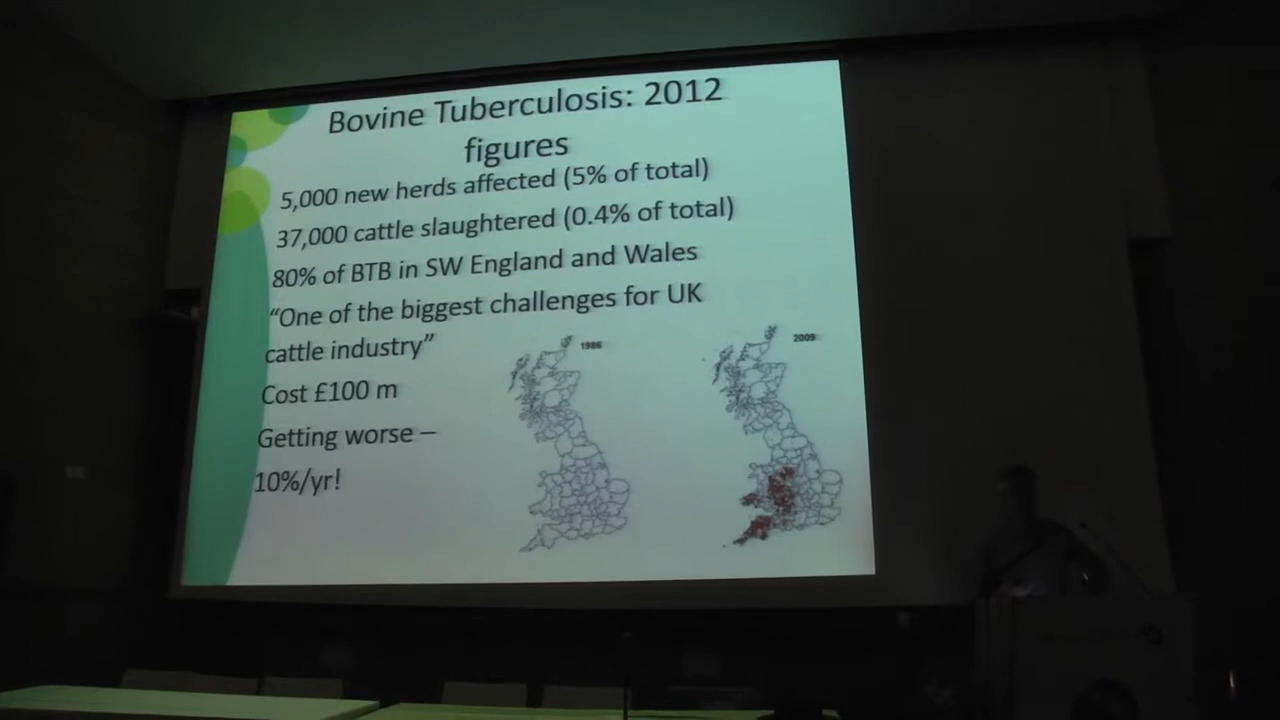 Bovine Tuberculosis: 2012
figures
5,000 new herds affected (5% of total)
37,000 cattle slaughtered (0.4% of total)
80% of BTB in SW England and Wales
“One of the biggest challenges for UK
cattle industry”
Cost £100 m
Getting worse –
10%/yr!
1986
2009